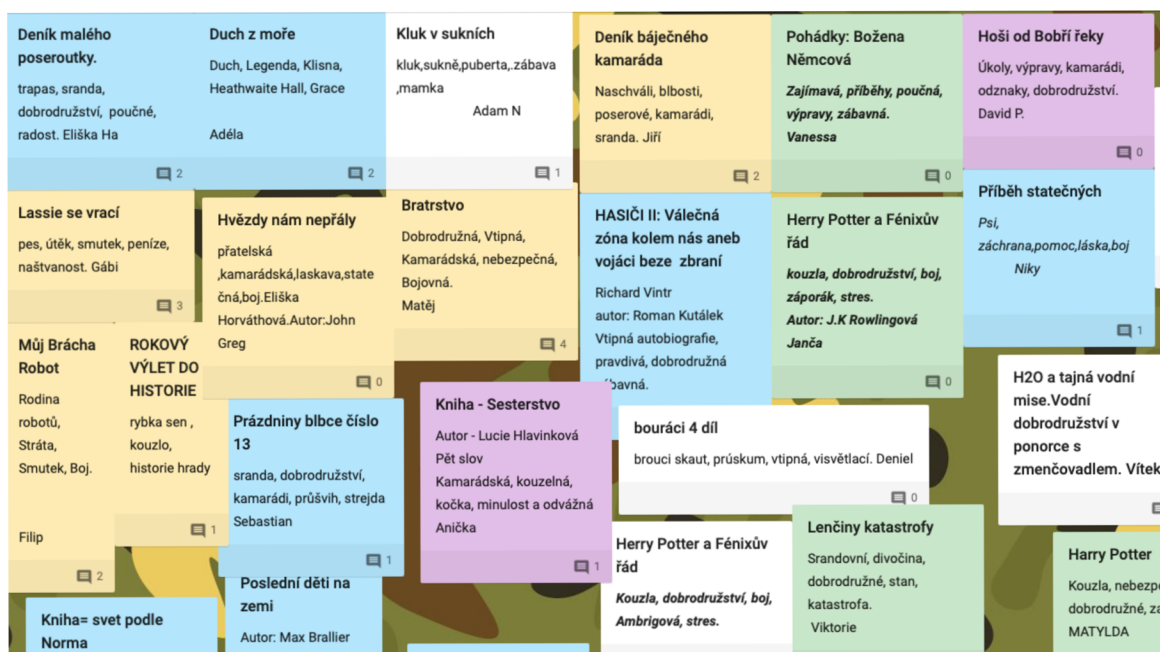 Deník malého
poseroutky.
trapas, sranda,
dobrodružství, poučné,
radost. Eliška Ha
2
Duch z moře
Duch, Legenda, Klisna,
Heathwaite Hall, Grace
Adéla
2
Kluk v sukních
kluk,sukně,puberta,.zábava
,mamka
Adam N
1
Deník báječného
kamaráda
Naschváli, blbosti,
poserové, kamarádi,
sranda. Jiří
2
Pohádky: Božena
Němcová
Zajímavá, příběhy, poučná,
výpravy, zábavná.
Vanessa
0
Hoši od Bobří řeky
Úkoly, výpravy, kamarádi,
odznaky, dobrodružství.
David P.
0
Lassie se vrací
pes, útěk, smutek, peníze,
naštvanost. Gábi
3
Hvězdy nám nepřály
přatelská
,kamarádská,laskava,state
čná,boj.Eliška
Horváthová.Autor:John
Greg
0
Bratrstvo
Dobrodružná, Vtipná,
Kamarádská, nebezpečná,
Bojovná.
Matěj
4
HASIČI II: Válečná
zóna kolem nás aneb
vojáci beze zbraní
Richard Vintr
autor: Roman Kutálek
Vtipná autobiografie,
pravdivá, dobrodružná
Herry Potter a Fénixův
řád
kouzla, dobrodružství, boj,
záporák, stres.
Autor: J.K Rowlingová
Janča
0
Příběh statečných
Psi,
záchrana,pomoc,láska,boj
Niky
1
Můj Brácha
Robot
Rodina
robotů,
Stráta,
Smutek, Boj.
Filip
2
ROKOVÝ
VÝLET DO
HISTORIE
rybka sen ,
kouzlo,
historie hrady
1
Prázdniny blbce číslo
13
sranda, dobrodružství,
kamarádi, průšvih, strejda
Sebastian
1
Kniha - Sesterstvo
Autor - Lucie Hlavinková
Pět slov
Kamarádská, kouzelná,
kočka, minulost a odvážná
Anička
1
bouráci 4 díl
brouci skaut, prúskum, vtipná, visvětlací. Deniel
0
H2O a tajná vodní
mise.Vodní
dobrodružství v
ponorce s
zmenčovadlem. Vítek
Herry Potter a Fénixův
řád
Kouzla, dobrodružství, boj,
Ambrigová, stres.
Lenčiny katastrofy
Srandovní, divočina,
dobrodružné, stan,
katastrofa.
Viktorie
Harry Potter
Kouzla,
dobrodružné,
MATYLDA
Kniha= svet podle
Norma
Poslední děti na
zemi
Autor: Max Brallier